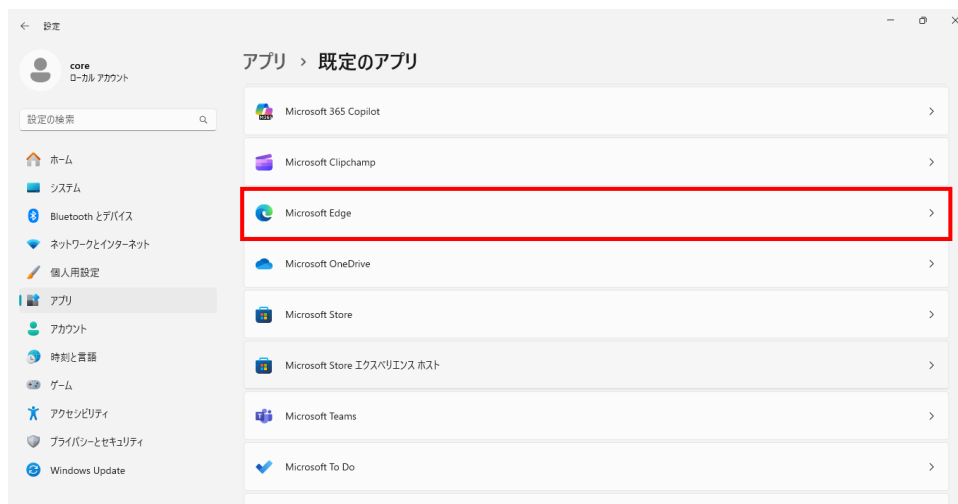 設定
core
ローカル アカウント
設定の検索
ホーム
システム
Bluetooth とデバイス
ネットワークとインターネット
個人用設定
アプリ
アカウント
時刻と言語
ゲーム
アクセシビリティ
プライバシーとセキュリティ
Windows Update
アプリ › 既定のアプリ
Microsoft 365 Copilot
Microsoft Clipchamp
Microsoft Edge
Microsoft OneDrive
Microsoft Store
Microsoft Store エクスペリエンス ホスト
Microsoft Teams
Microsoft To Do